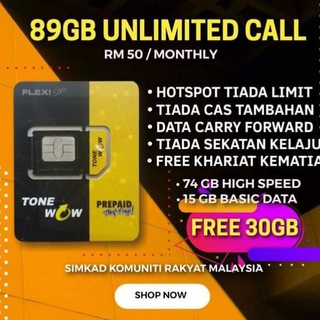 89GB UNLIMITED CALL
RM 50 / MONTHLY
FLEXI
• HOTSPOT TIADA LIMIT
• TIADA CAS TAMBAHAN
• DATA CARRY FORWARD
• TIADA SEKATAN KELAJU
• FREE KHARIAT KEMATIA
• 74 GB HIGH SPEED
• 15 GB BASIC DATA
TONE WOW
TONE
WOW
PREPAID
FREE 30GB
SIMKAD KOMUNITI RAKYAT MALAYSIA
SHOP NOW